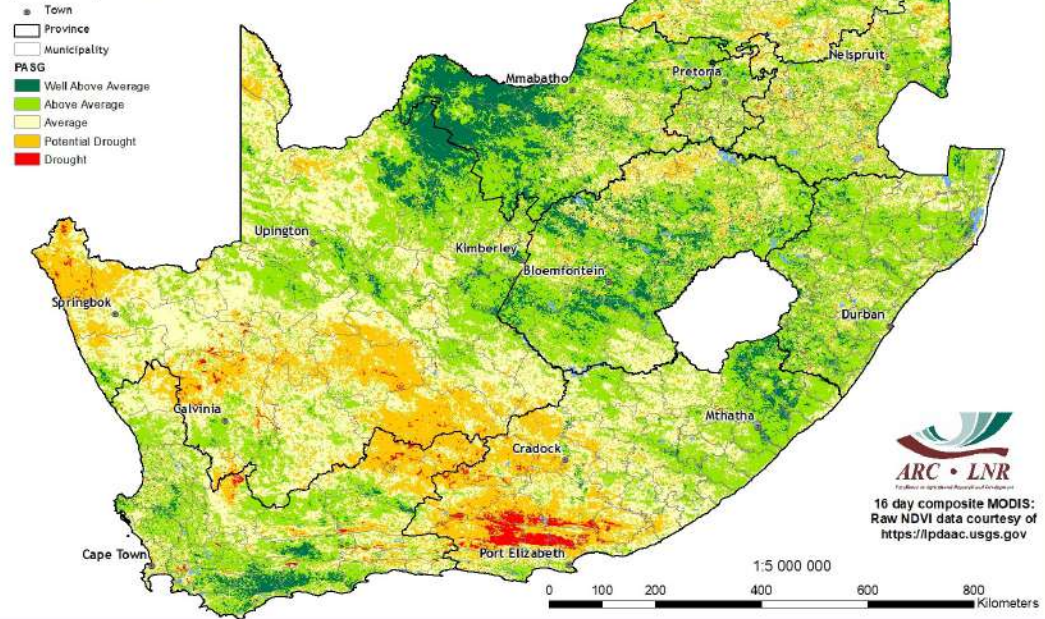 Town
Province
Municipality
PASG
Well Above Average
Above Average
Average
Potential Drought
Drought
Mmabatho
Pretoria
Nelspruit
Upington
Kimberley
Bloemfontein
Springbok
Durban
Calvinia
Mthatha
Cradock
Cape Town
Port Elizabeth
ARC • LNR
16 day composite MODIS:
Raw NDVI data courtesy of
https://lpdaac.usgs.gov
1:5 000 000
0 100 200 400 600 800
Kilometers